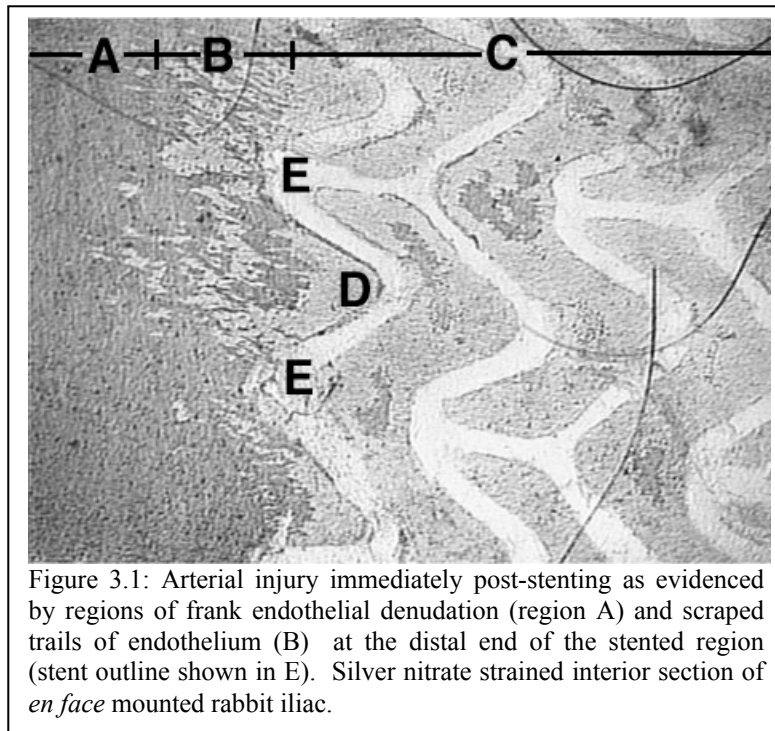 A B C
E
D
E
Figure 3.1: Arterial injury immediately post-stenting as evidenced
by regions of frank endothelial denudation (region A) and scraped
trails of endothelium (B) at the distal end of the stented region
(stent outline shown in E). Silver nitrate strained interior section of
en face mounted rabbit iliac.